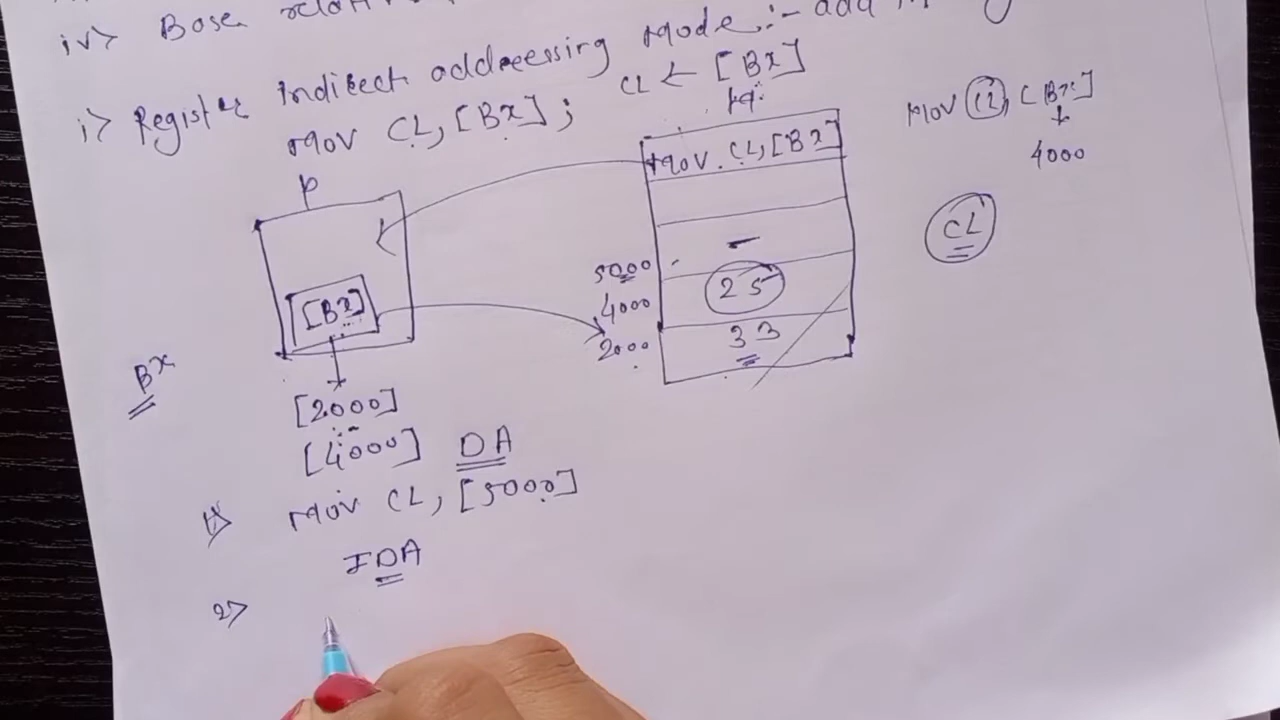 iv> Base
i> Register indirect addressing mode :- add
MOV CL, [BX] ; CL ← [BX]
MOV CL, [BX]
4000
P
M
MOV. CL, [BX]
CL
5000
4000 25
2000 33
[BX]
BX
[2000]
[4000] DA
1> MOV CL, [5000]
IDA
2>